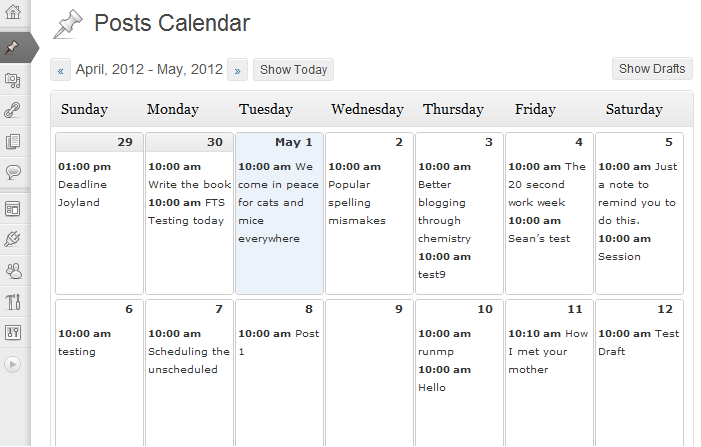 Posts Calendar
« April, 2012 - May, 2012 » Show Today Show Drafts
Sunday Monday Tuesday Wednesday Thursday Friday Saturday
29
01:00 pm
Deadline
Joyland
30
10:00 am
Write the book
10:00 am FTS
Testing today
May 1
10:00 am We
come in peace
for cats and
mice
everywhere
2
10:00 am
Popular
spelling
mismakes
3
10:00 am
Better
blogging
through
chemistry
10:00 am
test9
4
10:00 am The
20 second
work week
10:00 am
Sean's test
5
10:00 am Just
a note to
remind you to
do this.
10:00 am
Session
6
10:00 am
testing
7
10:00 am
Scheduling the
unscheduled
8
10:00 am Post
1
9
10
10:00 am
runmp
10:00 am
Hello
11
10:10 am How
I met your
mother
12
10:00 am Test
Draft